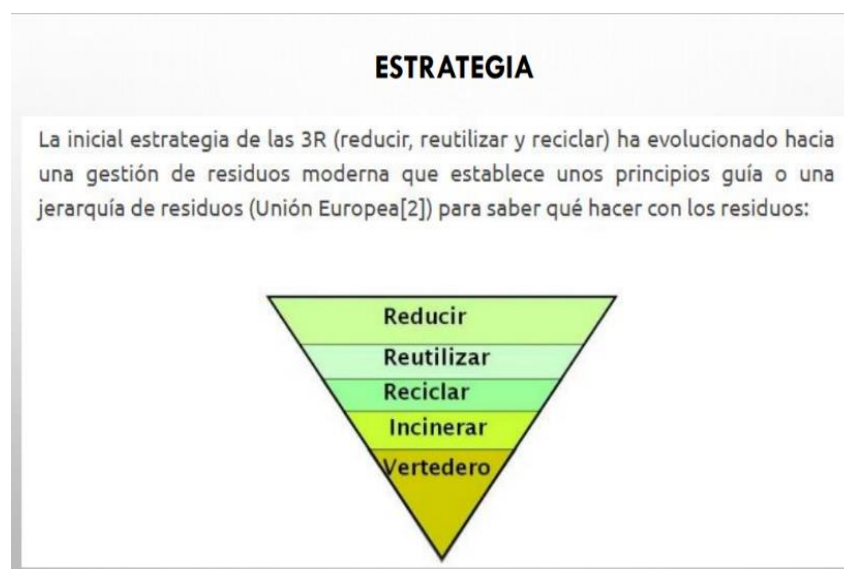 ESTRATEGIA
La inicial estrategia de las 3R (reducir, reutilizar y reciclar) ha evolucionado hacia
una gestión de residuos moderna que establece unos principios guía o una
jerarquía de residuos (Unión Europea[2]) para saber qué hacer con los residuos:
Reducir
Reutilizar
Reciclar
Incinerar
Vertedero